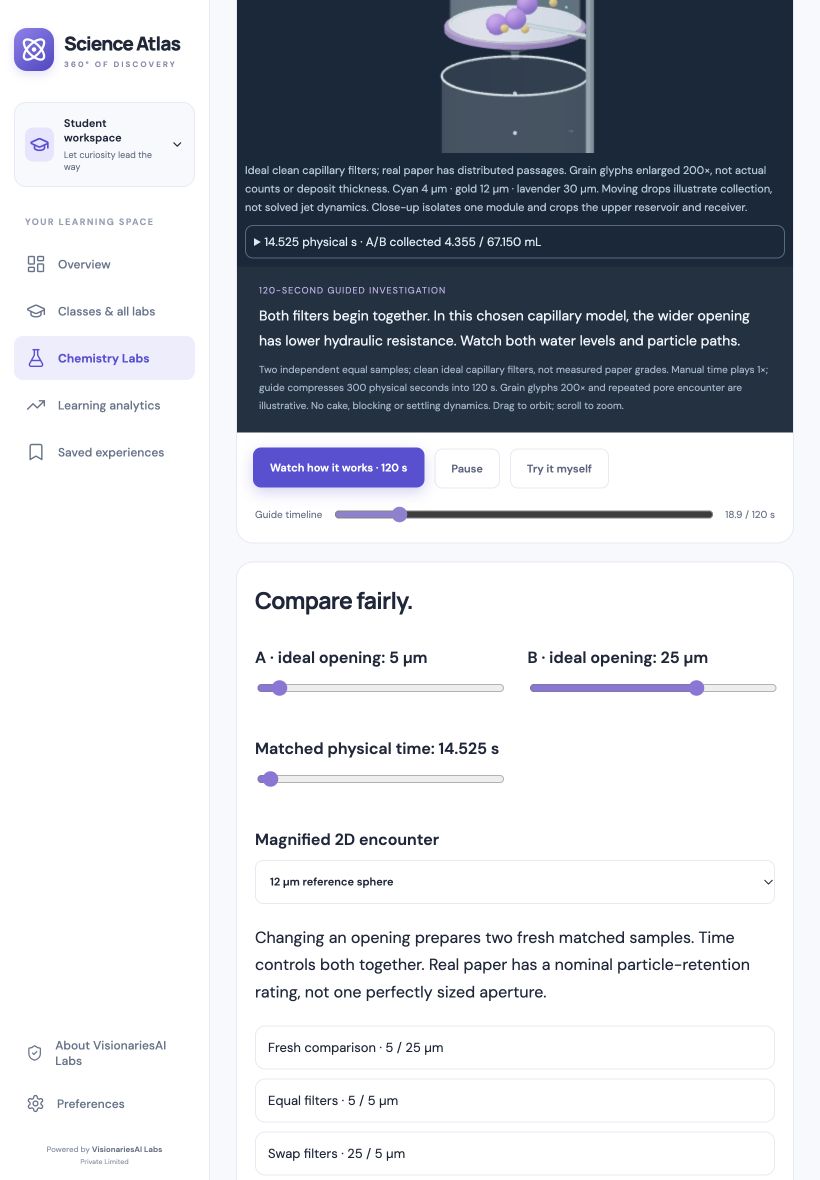 Science Atlas
360° OF DISCOVERY
Student
workspace
Let curiosity lead the
way
YOUR LEARNING SPACE
Overview
Classes & all labs
Chemistry Labs
Learning analytics
Saved experiences
About VisionariesAI
Labs
Preferences
Powered by VisionariesAI Labs
Private Limited
Ideal clean capillary filters; real paper has distributed passages. Grain glyphs enlarged 200×, not actual
counts or deposit thickness. Cyan 4 μm · gold 12 μm · lavender 30 μm. Moving drops illustrate collection,
not solved jet dynamics. Close-up isolates one module and crops the upper reservoir and receiver.
▶ 14.525 physical s · A/B collected 4.355 / 67.150 mL
120-SECOND GUIDED INVESTIGATION
Both filters begin together. In this chosen capillary model, the wider opening
has lower hydraulic resistance. Watch both water levels and particle paths.
Two independent equal samples; clean ideal capillary filters, not measured paper grades. Manual time plays 1×;
guide compresses 300 physical seconds into 120 s. Grain glyphs 200× and repeated pore encounter are
illustrative. No cake, blocking or settling dynamics. Drag to orbit; scroll to zoom.
Watch how it works · 120 s
Pause
Try it myself
Guide timeline
18.9 / 120 s
Compare fairly.
A · ideal opening: 5 μm
B · ideal opening: 25 μm
Matched physical time: 14.525 s
Magnified 2D encounter
12 μm reference sphere
Changing an opening prepares two fresh matched samples. Time
controls both together. Real paper has a nominal particle-retention
rating, not one perfectly sized aperture.
Fresh comparison · 5 / 25 μm
Equal filters · 5 / 5 μm
Swap filters · 25 / 5 μm